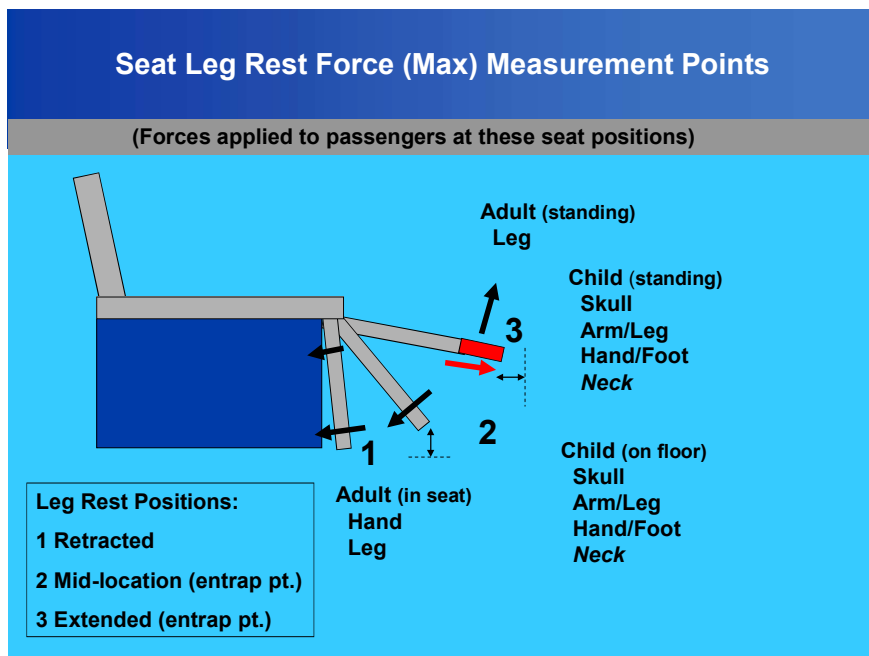 Seat Leg Rest Force (Max) Measurement Points
(Forces applied to passengers at these seat positions)
Adult (standing)
Leg
Child (standing)
Skull
Arm/Leg
Hand/Foot
Neck
3
2
1
Child (on floor)
Skull
Arm/Leg
Hand/Foot
Neck
Adult (in seat)
Hand
Leg
Leg Rest Positions:
1 Retracted
2 Mid-location (entrap pt.)
3 Extended (entrap pt.)